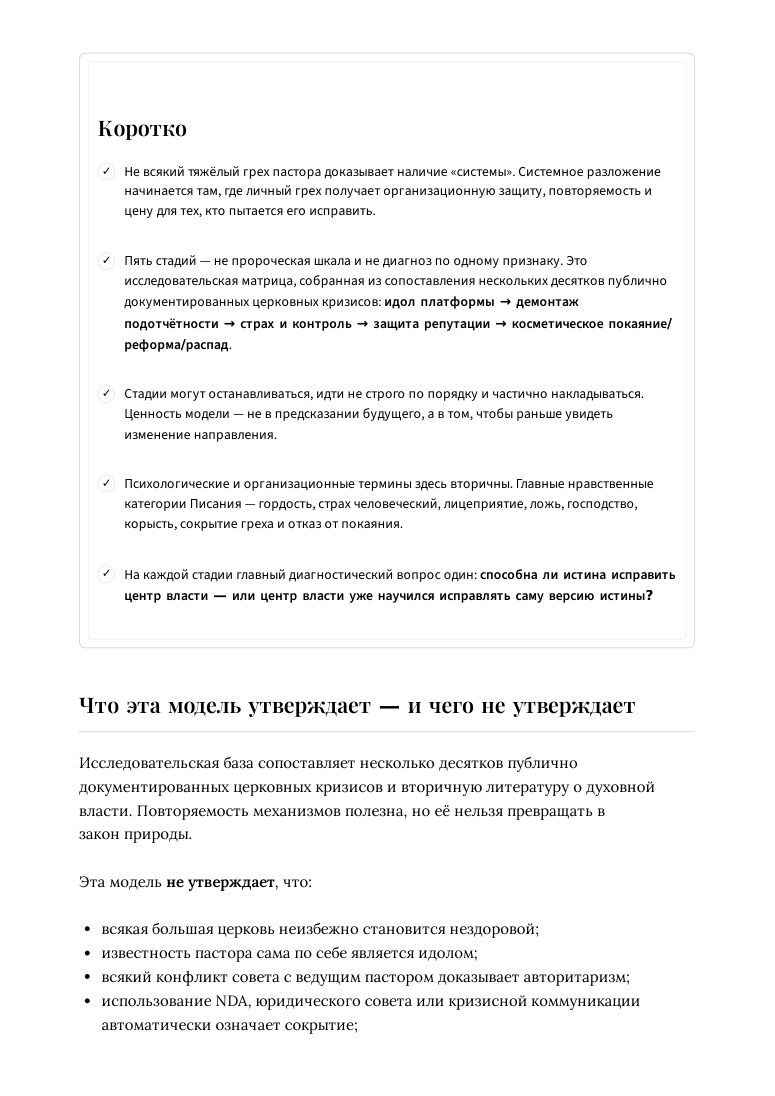 Коротко
✓ Не всякий тяжёлый грех пастора доказывает наличие «системы». Системное разложение
начинается там, где личный грех получает организационную защиту, повторяемость и
цену для тех, кто пытается его исправить.
✓ Пять стадий — не пророческая шкала и не диагноз по одному признаку. Это
исследовательская матрица, собранная из сопоставления нескольких десятков публично
документированных церковных кризисов: идол платформы → демонтаж
подотчётности → страх и контроль → защита репутации → косметическое покаяние/
реформа/распад.
✓ Стадии могут останавливаться, идти не строго по порядку и частично накладываться.
Ценность модели — не в предсказании будущего, а в том, чтобы раньше увидеть
изменение направления.
✓ Психологические и организационные термины здесь вторичны. Главные нравственные
категории Писания — гордость, страх человеческий, лицеприятие, ложь, господство,
корысть, сокрытие греха и отказ от покаяния.
✓ На каждой стадии главный диагностический вопрос один: способна ли истина исправить
центр власти — или центр власти уже научился исправлять саму версию истины?
Что эта модель утверждает — и чего не утверждает
Исследовательская база сопоставляет несколько десятков публично
документированных церковных кризисов и вторичную литературу о духовной
власти. Повторяемость механизмов полезна, но её нельзя превращать в
закон природы.
Эта модель не утверждает, что:
• всякая большая церковь неизбежно становится нездоровой;
• известность пастора сама по себе является идолом;
• всякий конфликт совета с ведущим пастором доказывает авторитаризм;
• использование NDA, юридического совета или кризисной коммуникации
автоматически означает сокрытие;